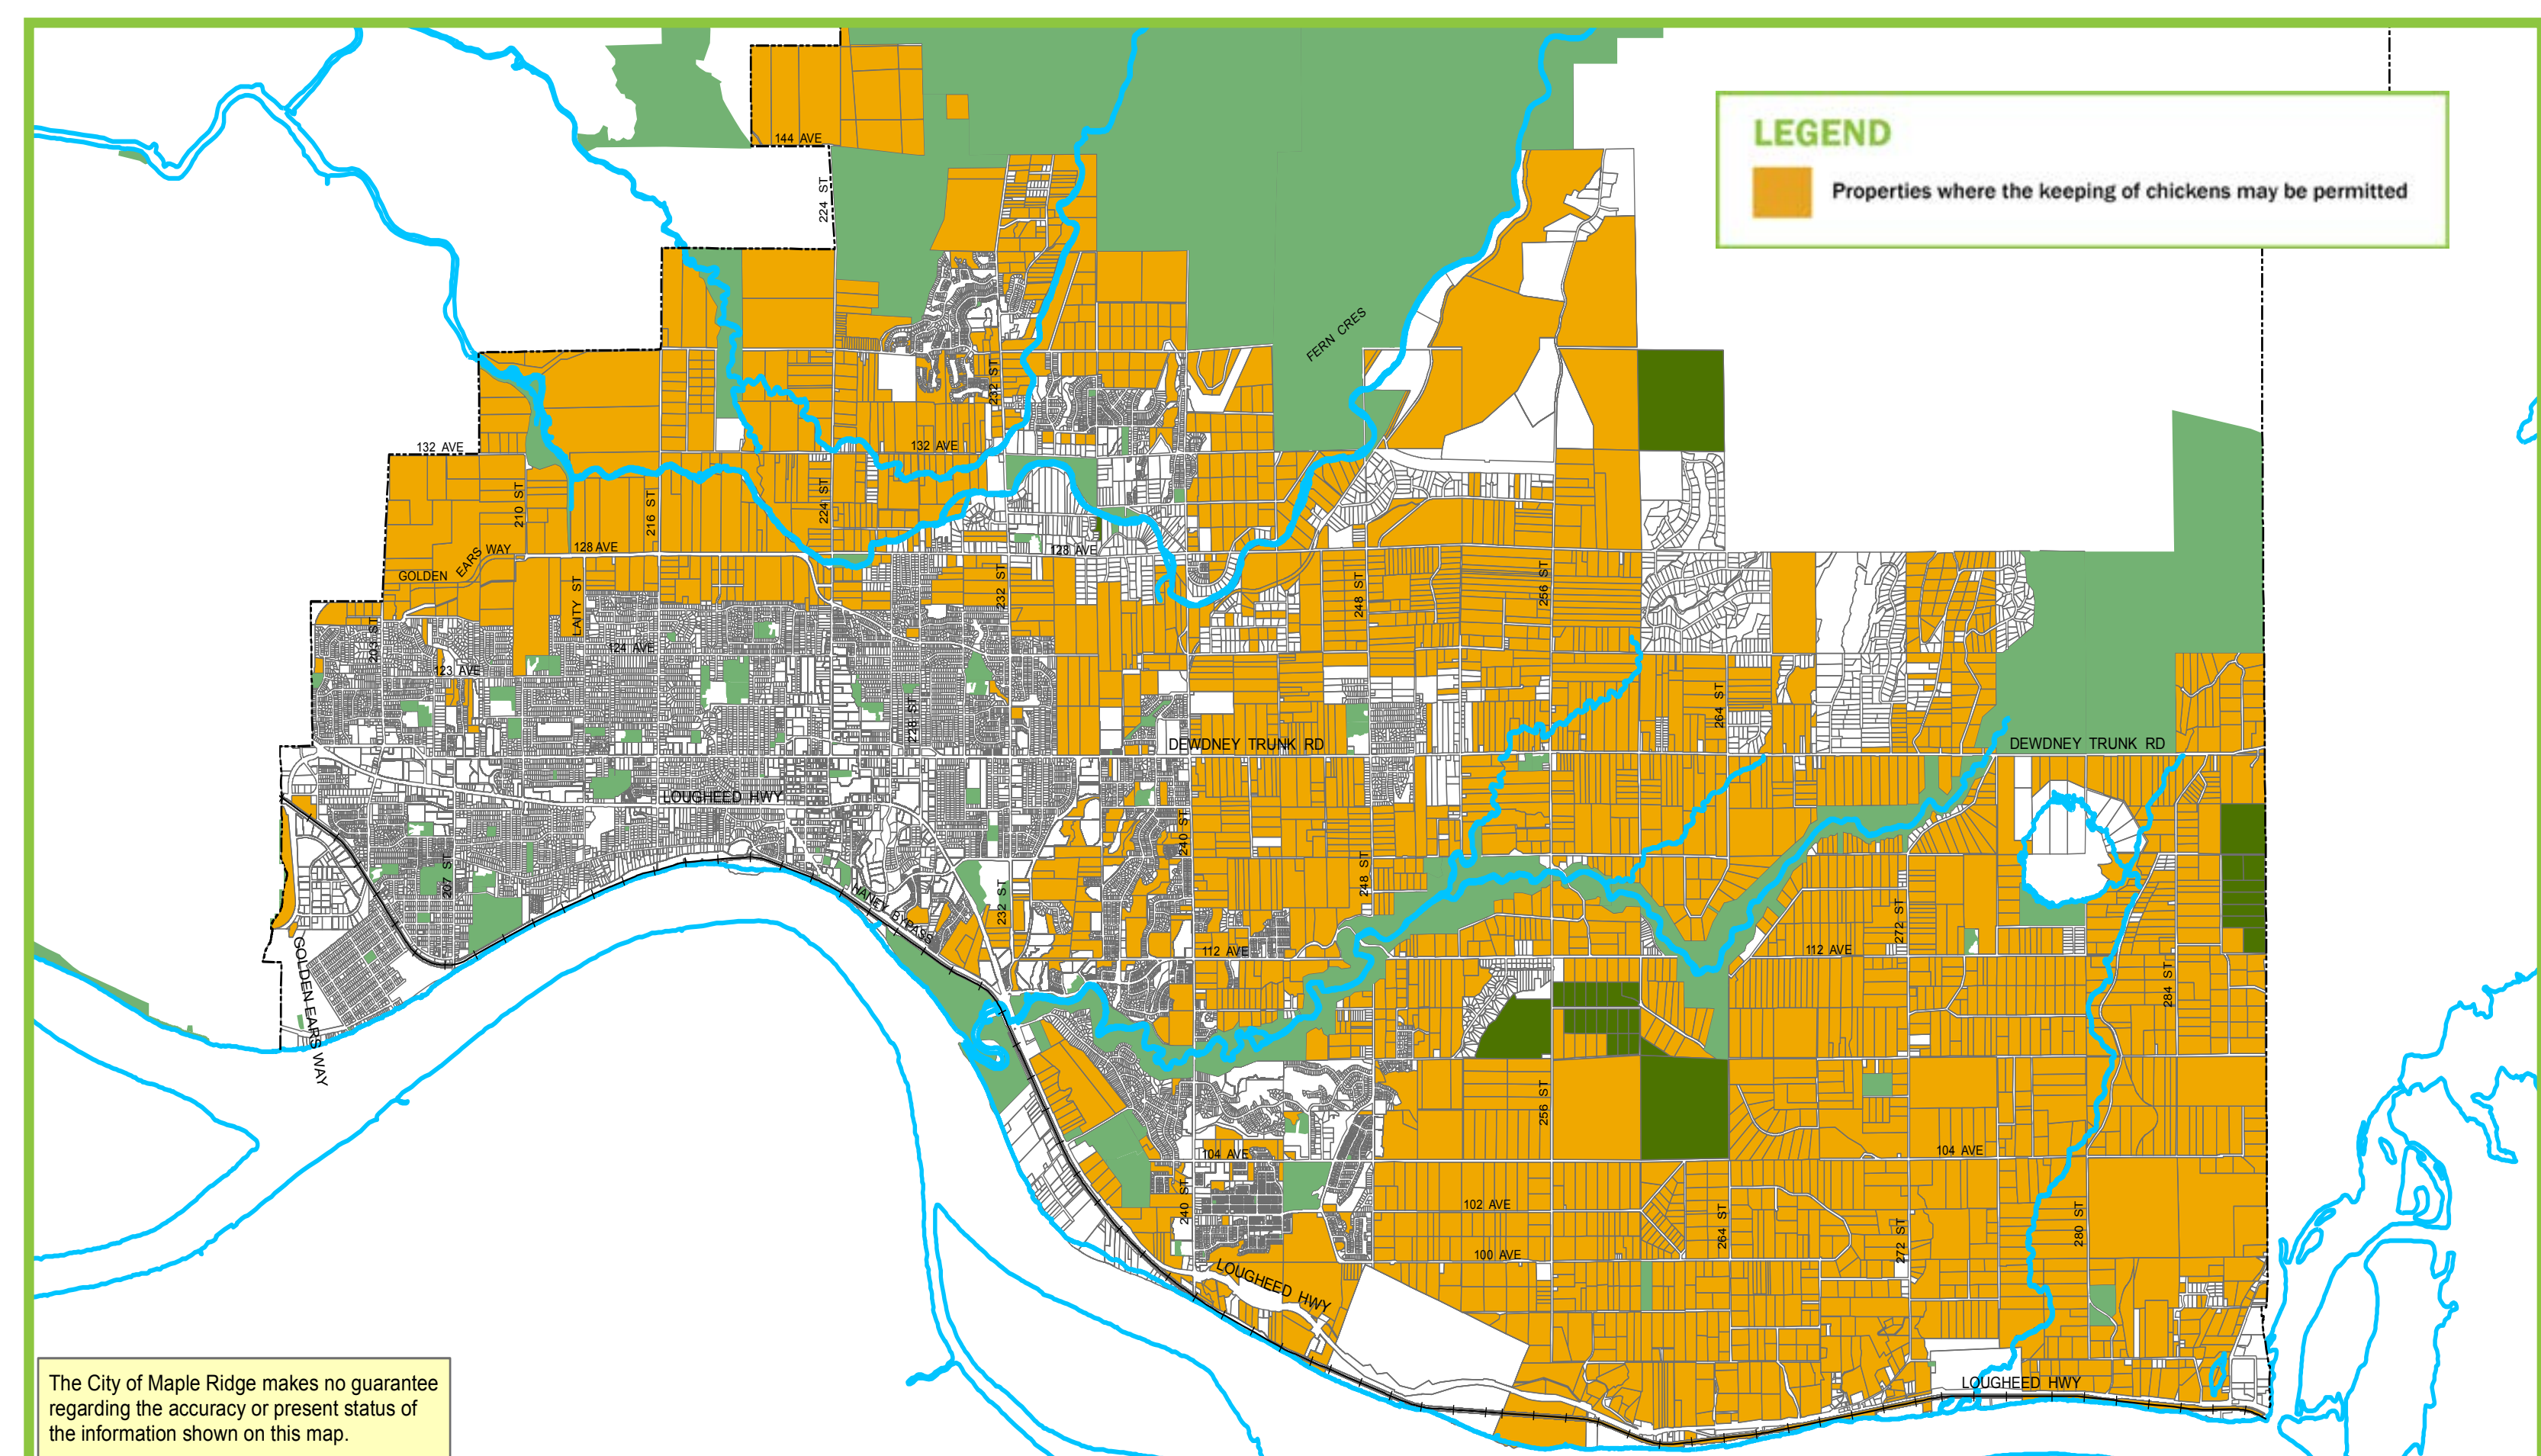 LEGEND
Properties where the keeping of chickens may be permitted
144 AVE
224 ST
FERN CRES
232 ST
132 AVE
132 AVE
210 ST
216 ST
224 ST
GOLDEN EARS WAY
128 AVE
128 AVE
LAITY ST
232 ST
248 ST
256 ST
203 ST
124 AVE
123 AVE
228 ST
264 ST
DEWDNEY TRUNK RD
DEWDNEY TRUNK RD
LOUGHEED HWY
240 ST
207 ST
248 ST
HANEY BYPASS
232 ST
272 ST
112 AVE
112 AVE
GOLDEN EARS WAY
284 ST
256 ST
104 AVE
104 AVE
240 ST
102 AVE
264 ST
272 ST
280 ST
100 AVE
LOUGHEED HWY
LOUGHEED HWY
The City of Maple Ridge makes no guarantee
regarding the accuracy or present status of
the information shown on this map.